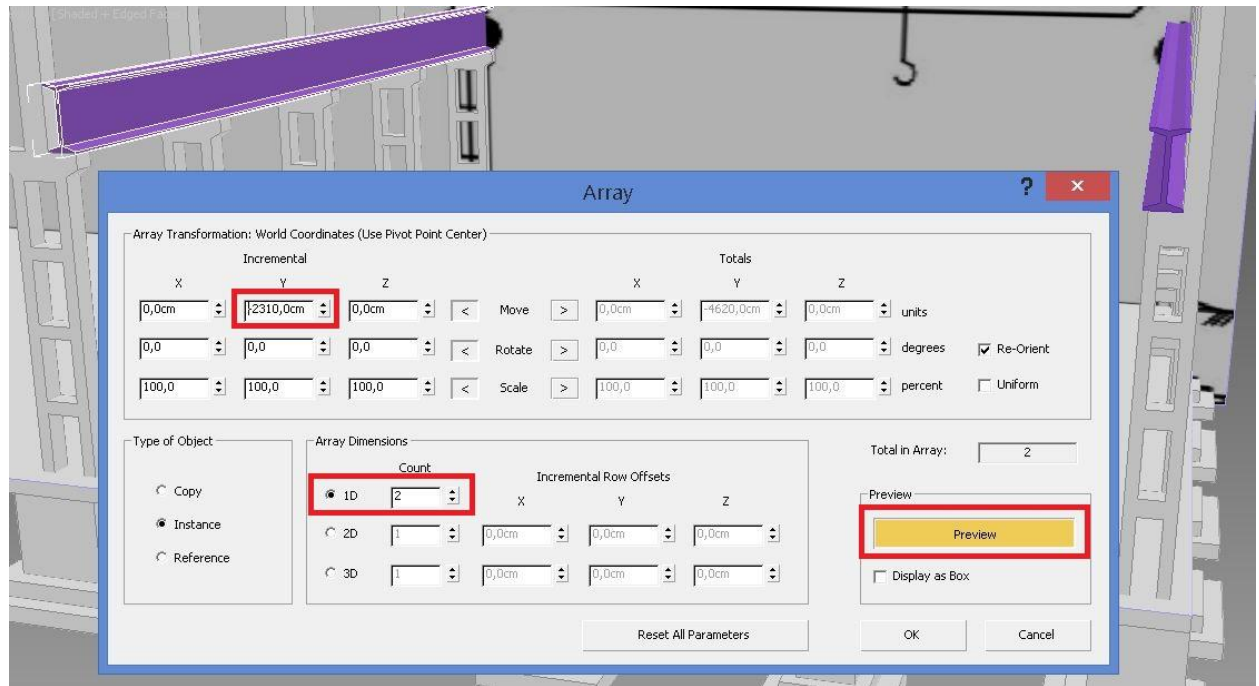 [Shaded + Edged Faces
Array
?
×
Array Transformation: World Coordinates (Use Pivot Point Center)
Incremental Totals
X Y Z X Y Z
0,0cm -2310,0cm 0,0cm < Move > 0,0cm -4620,0cm 0,0cm units
0,0 0,0 0,0 < Rotate > 0,0 0,0 0,0 degrees Re-Orient
100,0 100,0 100,0 < Scale > 100,0 100,0 100,0 percent Uniform
Type of Object
Copy
Instance
Reference
Array Dimensions
Count
Incremental Row Offsets
1D 2 X Y Z
2D 1 0,0cm 0,0cm 0,0cm
3D 1 0,0cm 0,0cm 0,0cm
Total in Array: 2
Preview
Preview
Display as Box
Reset All Parameters
OK
Cancel